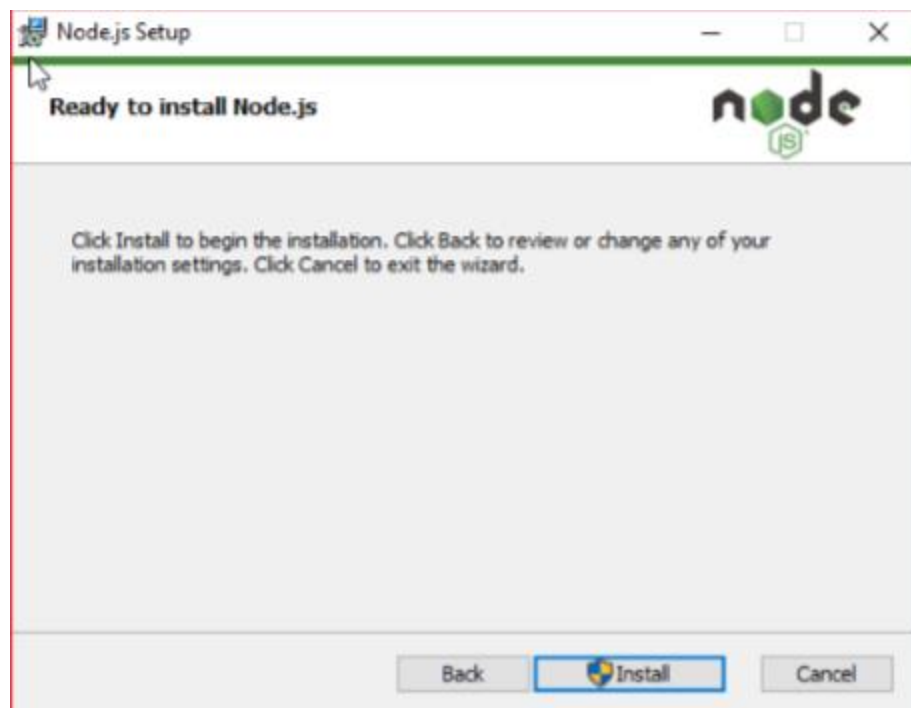 Node.js Setup
Ready to install Node.js
node
JS
Click Install to begin the installation. Click Back to review or change any of your
installation settings. Click Cancel to exit the wizard.
Back
Install
Cancel